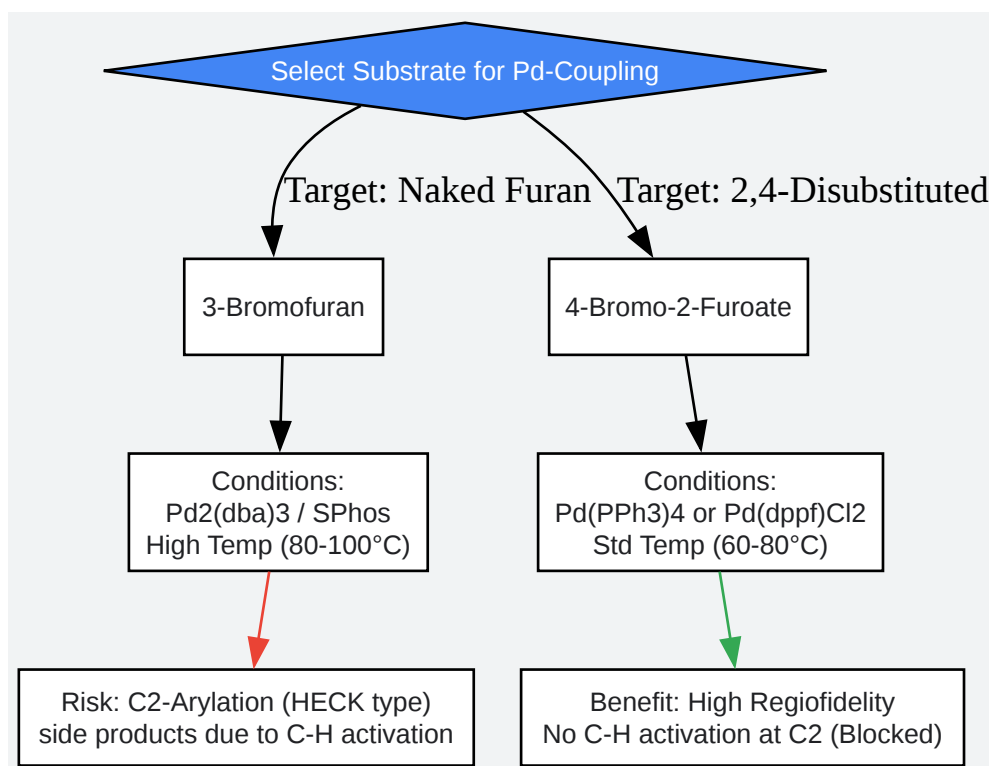 Select Substrate for Pd-Coupling
Target: Naked Furan
Target: 2,4-Disubstituted
3-Bromofuran
4-Bromo-2-Furoate
Conditions:
Pd2(dba)3 / SPhos
High Temp (80-100°C)
Conditions:
Pd(PPh3)4 or Pd(dppf)Cl2
Std Temp (60-80°C)
Risk: C2-Arylation (HECK type)
side products due to C-H activation
Benefit: High Regiofidelity
No C-H activation at C2 (Blocked)